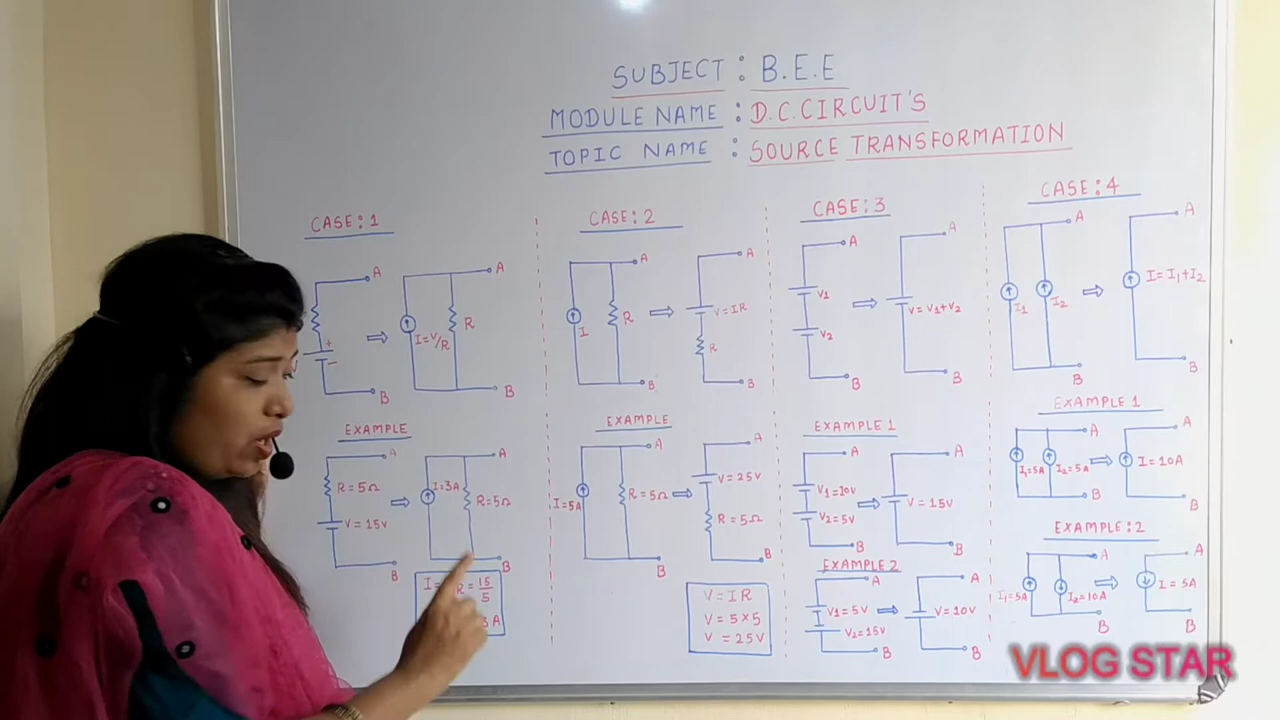 SUBJECT : B.E.E
MODULE NAME : D.C.CIRCUIT'S
TOPIC NAME : SOURCE TRANSFORMATION
CASE:1
A
+
−
B
A
I=V/R
R
B
EXAMPLE
A
R=5Ω
V=15V
B
A
I=3A
R=5Ω
B
I=
R = 15
5
3A
CASE:2
A
I
R
B
A
V=IR
R
B
EXAMPLE
A
I=5A
R=5Ω
B
A
V=25V
R=5Ω
B
V=IR
V=5×5
V=25V
CASE:3
A
V1
V2
B
A
V=V1+V2
B
EXAMPLE 1
A
V1=10V
V2=5V
B
A
V=15V
B
EXAMPLE 2
A
V1=5V
V2=15V
B
A
V=10V
B
CASE:4
A
I1
I2
B
A
I=I1+I2
B
EXAMPLE 1
A
I1=5A
I2=5A
B
A
I=10A
B
EXAMPLE:2
A
I1=5A
I2=10A
B
A
I=5A
B
VLOG STAR